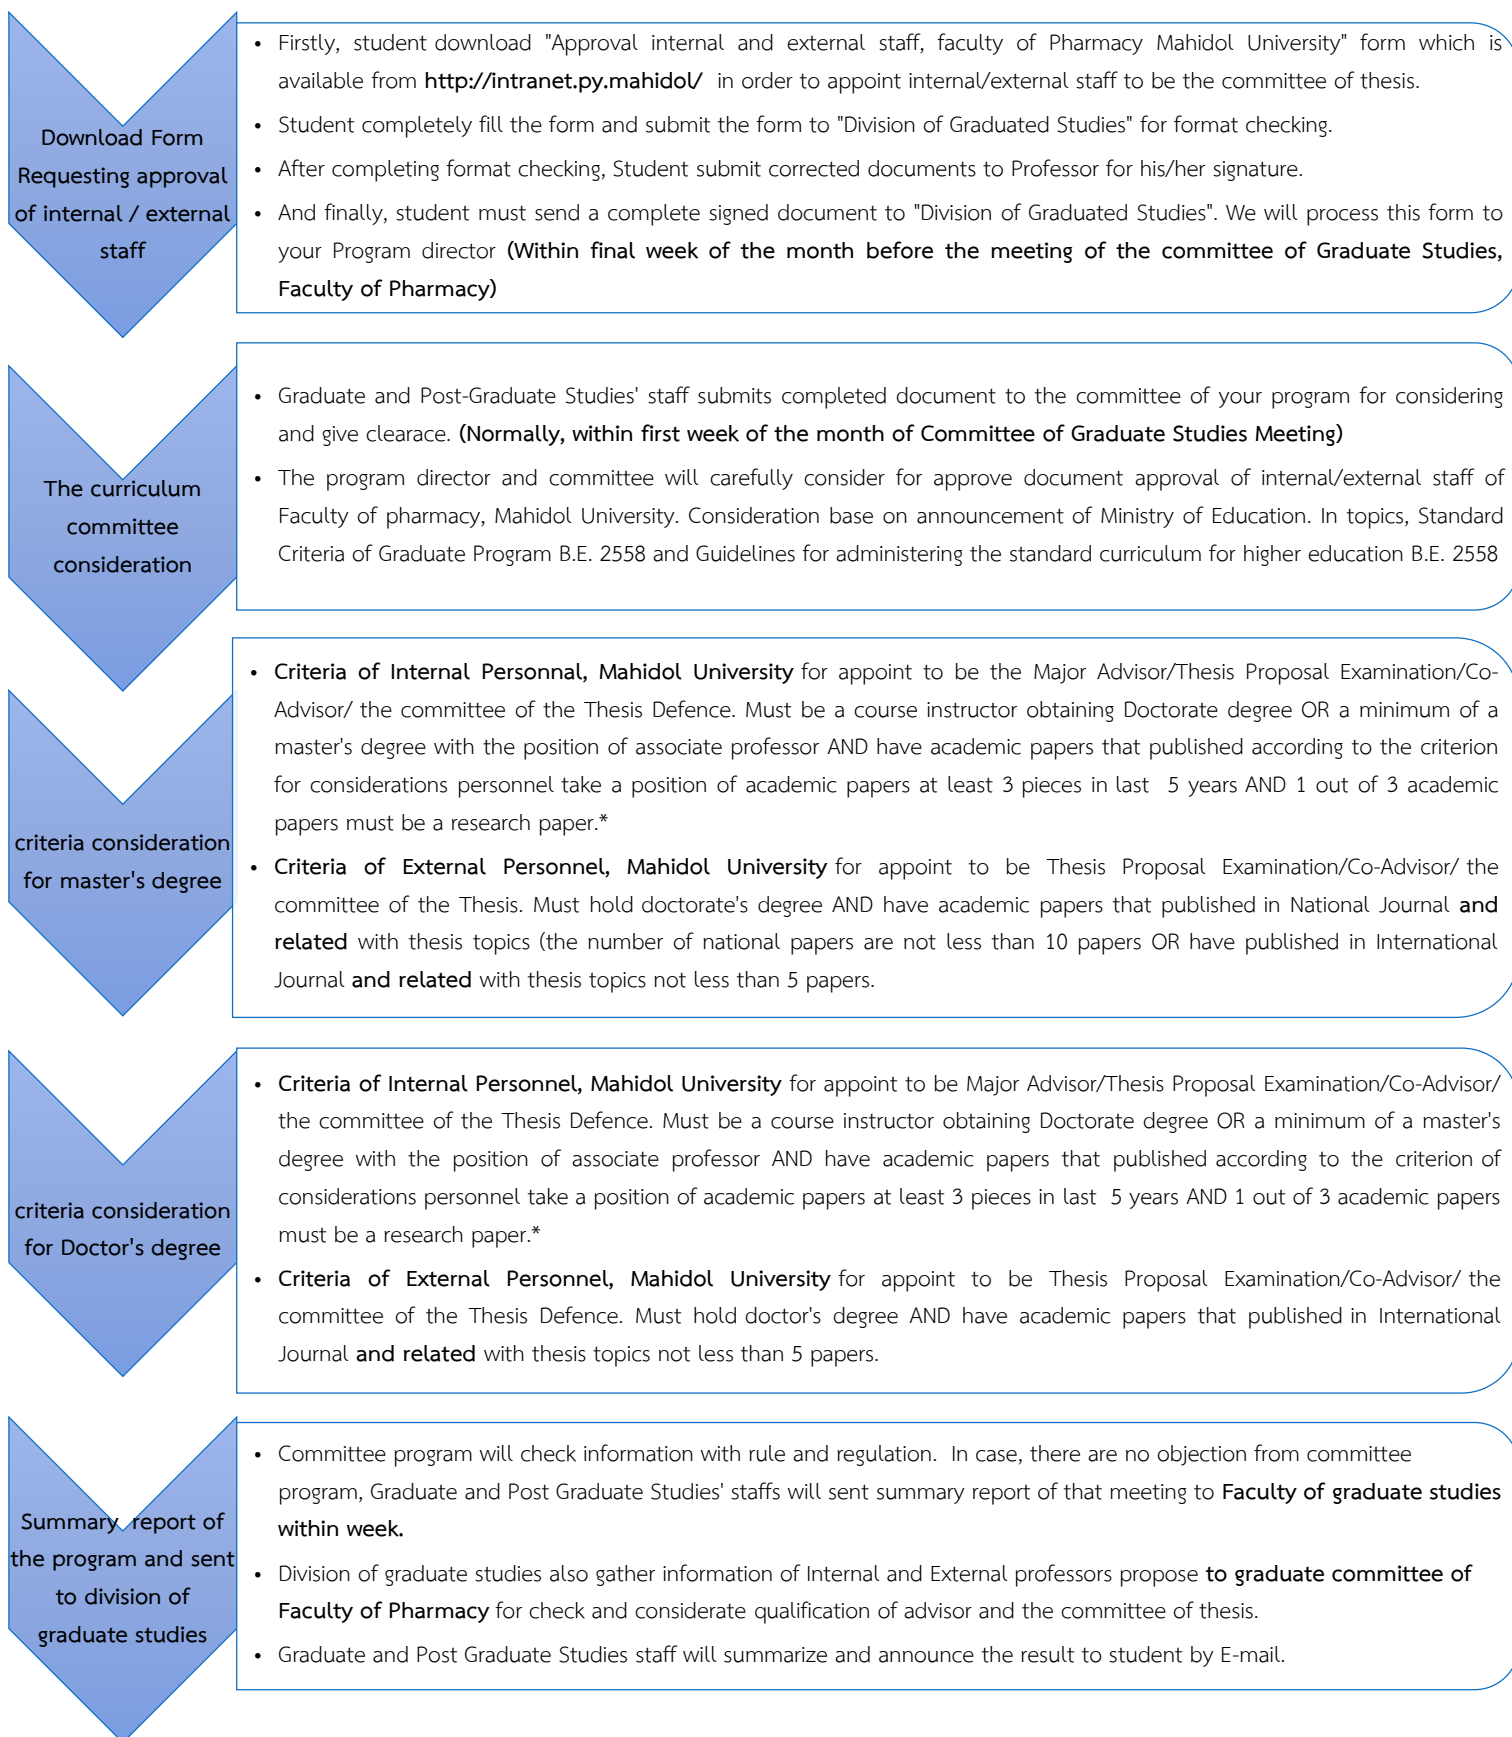 Download Form
Requesting approval
of internal / external
staff
• Firstly, student download "Approval internal and external staff, faculty of Pharmacy Mahidol University" form which is
available from http://intranet.py.mahidol/ in order to appoint internal/external staff to be the committee of thesis.
• Student completely fill the form and submit the form to "Division of Graduated Studies" for format checking.
• After completing format checking, Student submit corrected documents to Professor for his/her signature.
• And finally, student must send a complete signed document to "Division of Graduated Studies". We will process this form to
your Program director (Within final week of the month before the meeting of the committee of Graduate Studies,
Faculty of Pharmacy)
The curriculum
committee
consideration
• Graduate and Post-Graduate Studies' staff submits completed document to the committee of your program for considering
and give clearace. (Normally, within first week of the month of Committee of Graduate Studies Meeting)
• The program director and committee will carefully consider for approve document approval of internal/external staff of
Faculty of pharmacy, Mahidol University. Consideration base on announcement of Ministry of Education. In topics, Standard
Criteria of Graduate Program B.E. 2558 and Guidelines for administering the standard curriculum for higher education B.E. 2558
criteria consideration
for master's degree
• Criteria of Internal Personnal, Mahidol University for appoint to be the Major Advisor/Thesis Proposal Examination/Co-
Advisor/ the committee of the Thesis Defence. Must be a course instructor obtaining Doctorate degree OR a minimum of a
master's degree with the position of associate professor AND have academic papers that published according to the criterion
for considerations personnel take a position of academic papers at least 3 pieces in last 5 years AND 1 out of 3 academic
papers must be a research paper.*
• Criteria of External Personnel, Mahidol University for appoint to be Thesis Proposal Examination/Co-Advisor/ the
committee of the Thesis. Must hold doctorate's degree AND have academic papers that published in National Journal and
related with thesis topics (the number of national papers are not less than 10 papers OR have published in International
Journal and related with thesis topics not less than 5 papers.
criteria consideration
for Doctor's degree
• Criteria of Internal Personnel, Mahidol University for appoint to be Major Advisor/Thesis Proposal Examination/Co-Advisor/
the committee of the Thesis Defence. Must be a course instructor obtaining Doctorate degree OR a minimum of a master's
degree with the position of associate professor AND have academic papers that published according to the criterion of
considerations personnel take a position of academic papers at least 3 pieces in last 5 years AND 1 out of 3 academic papers
must be a research paper.*
• Criteria of External Personnel, Mahidol University for appoint to be Thesis Proposal Examination/Co-Advisor/ the
committee of the Thesis Defence. Must hold doctor's degree AND have academic papers that published in International
Journal and related with thesis topics not less than 5 papers.
Summary report of
the program and sent
to division of
graduate studies
• Committee program will check information with rule and regulation. In case, there are no objection from committee
program, Graduate and Post Graduate Studies' staffs will sent summary report of that meeting to Faculty of graduate studies
within week.
• Division of graduate studies also gather information of Internal and External professors propose to graduate committee of
Faculty of Pharmacy for check and considerate qualification of advisor and the committee of thesis.
• Graduate and Post Graduate Studies staff will summarize and announce the result to student by E-mail.